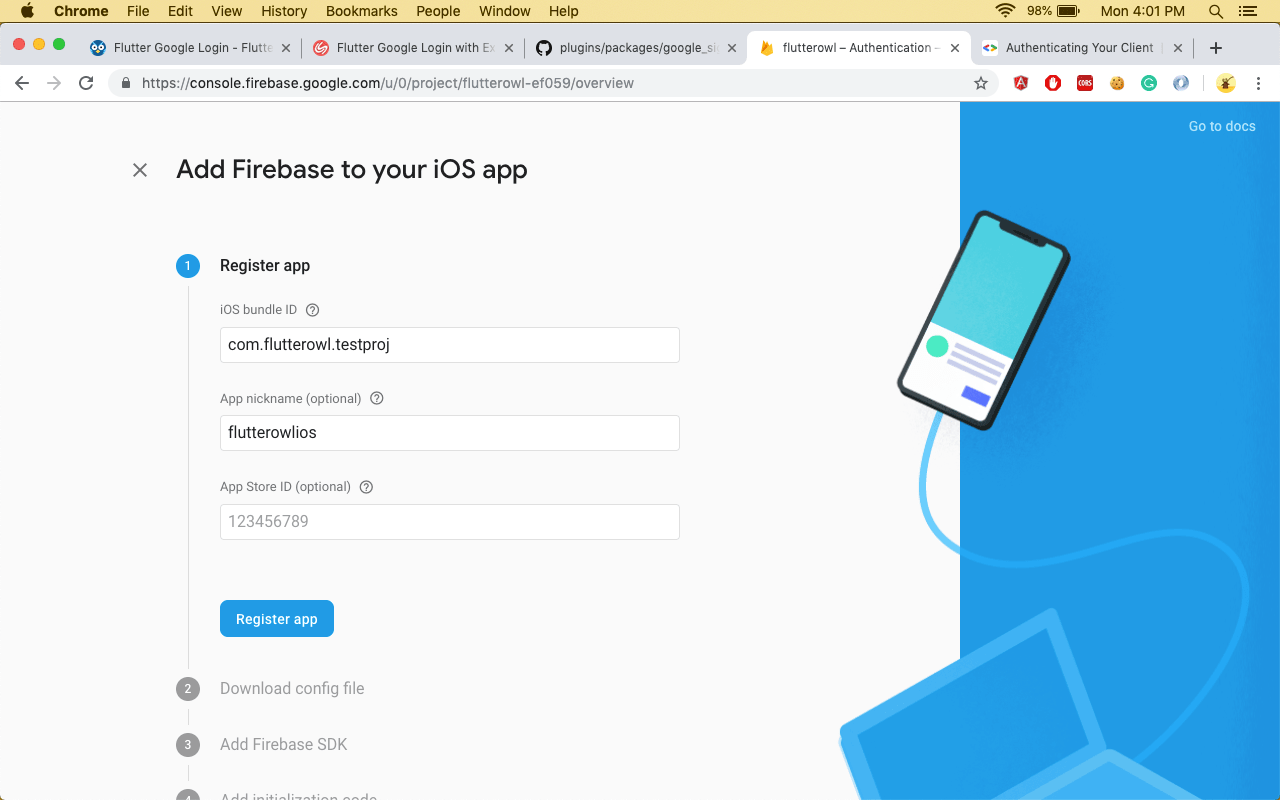 Chrome File Edit View History Bookmarks People Window Help 98% Mon 4:01 PM
Flutter Google Login - Flutte Flutter Google Login with Ex plugins/packages/google_si flutterowl – Authentication – Authenticating Your Client
https://console.firebase.google.com/u/0/project/flutterowl-ef059/overview CORS
Go to docs
Add Firebase to your iOS app
1 Register app
iOS bundle ID ?
com.flutterowl.testproj
App nickname (optional) ?
flutterowlios
App Store ID (optional) ?
123456789
Register app
2 Download config file
3 Add Firebase SDK
4 Add initialization code